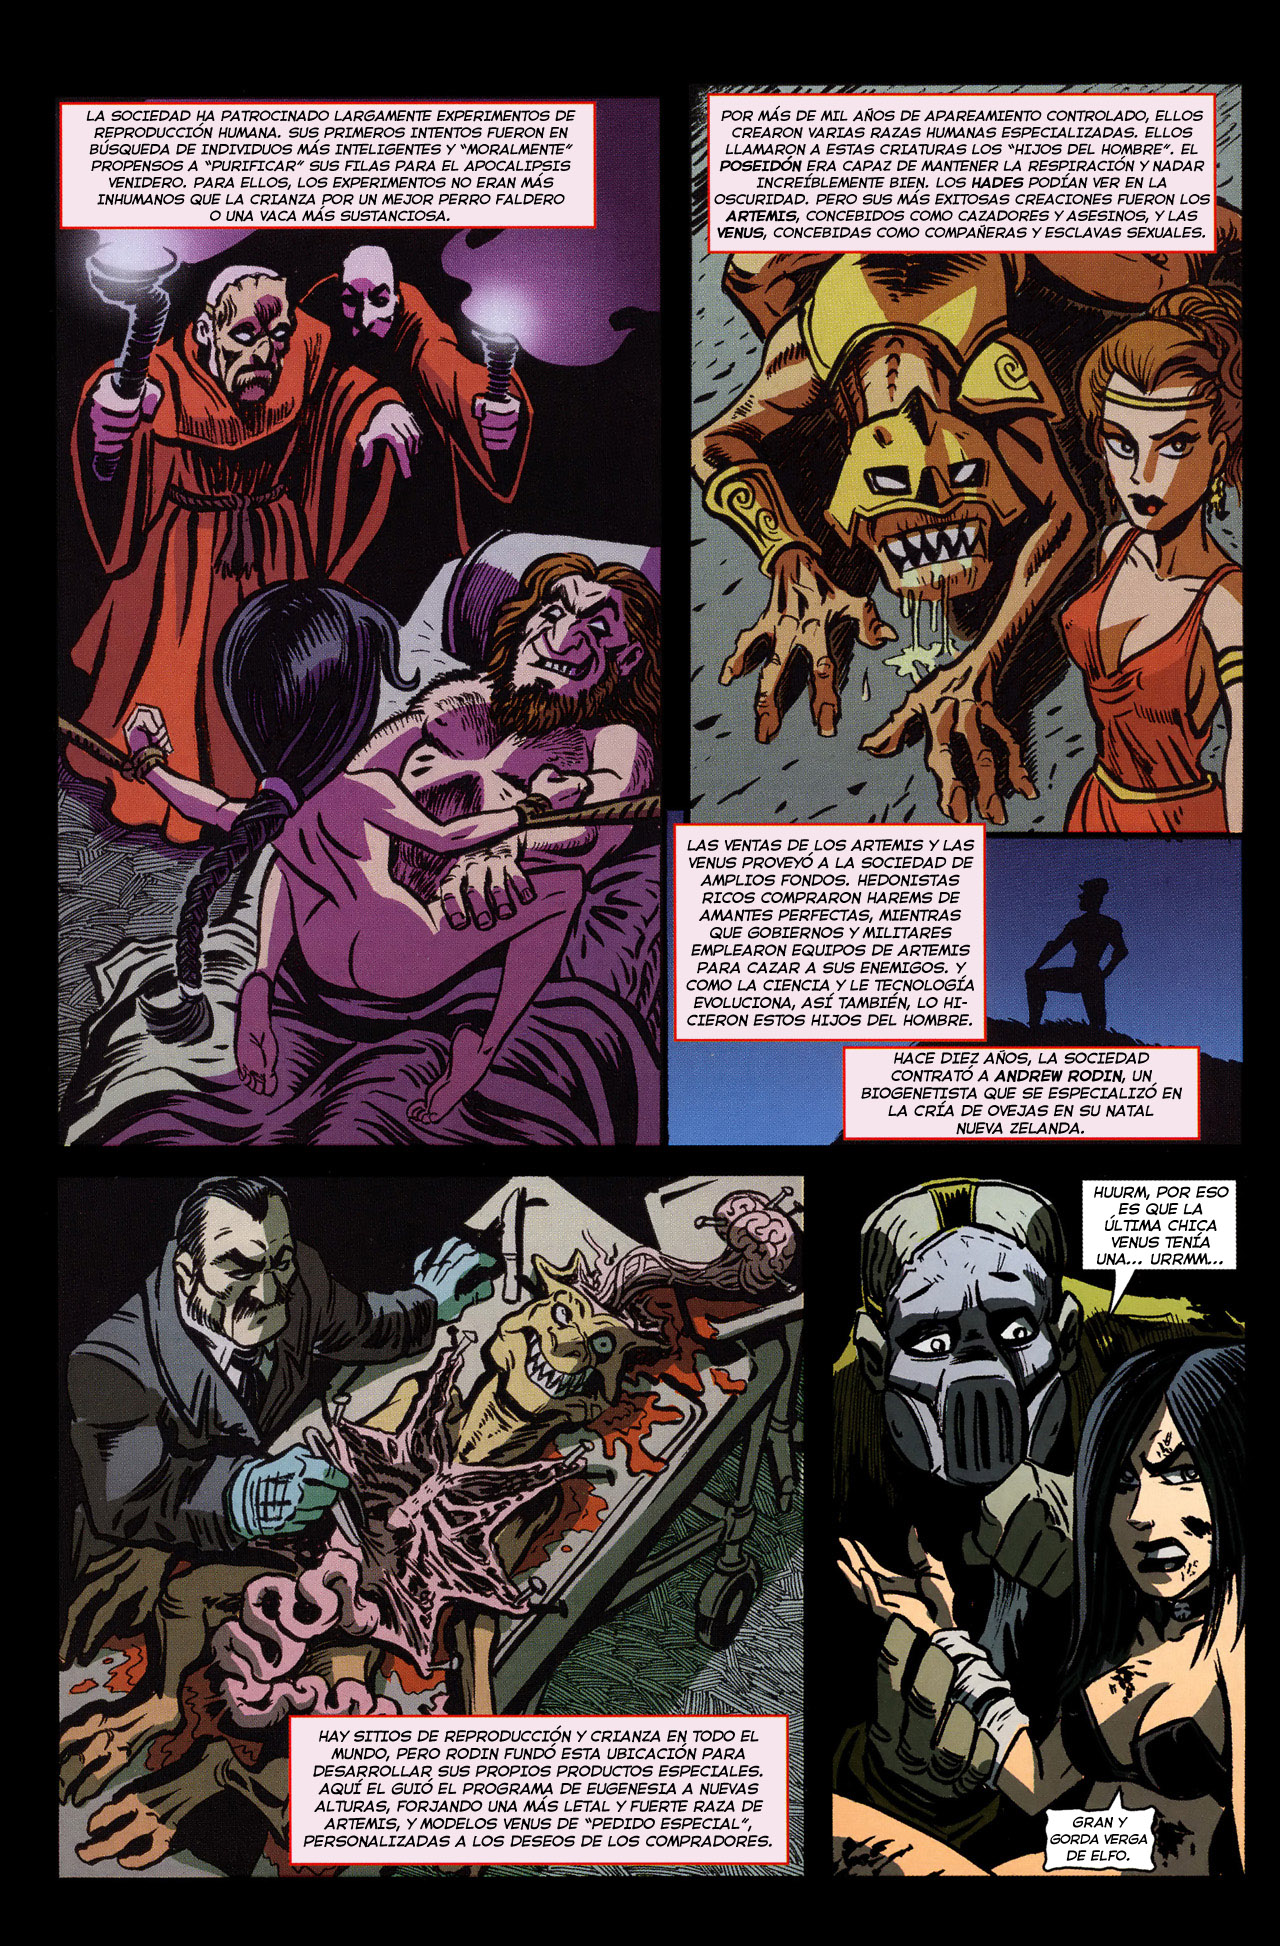 LA SOCIEDAD HA PATROCINADO LARGAMENTE EXPERIMENTOS DE
REPRODUCCIÓN HUMANA. SUS PRIMEROS INTENTOS FUERON EN
BÚSQUEDA DE INDIVIDUOS MÁS INTELIGENTES Y "MORALMENTE"
PROPENSOS A "PURIFICAR" SUS FILAS PARA EL APOCALIPSIS
VENIDERO. PARA ELLOS, LOS EXPERIMENTOS NO ERAN MÁS
INHUMANOS QUE LA CRIANZA POR UN MEJOR PERRO FALDERO
O UNA VACA MÁS SUSTANCIOSA.
POR MÁS DE MIL AÑOS DE APAREAMIENTO CONTROLADO, ELLOS
CREARON VARIAS RAZAS HUMANAS ESPECIALIZADAS. ELLOS
LLAMARON A ESTAS CRIATURAS LOS "HIJOS DEL HOMBRE". EL
POSEIDÓN ERA CAPAZ DE MANTENER LA RESPIRACIÓN Y NADAR
INCREÍBLEMENTE BIEN. LOS HADES PODÍAN VER EN LA
OSCURIDAD. PERO SUS MÁS EXITOSAS CREACIONES FUERON LOS
ARTEMIS, CONCEBIDOS COMO CAZADORES Y ASESINOS, Y LAS
VENUS, CONCEBIDAS COMO COMPAÑERAS Y ESCLAVAS SEXUALES.
LAS VENTAS DE LOS ARTEMIS Y LAS
VENUS PROVEYÓ A LA SOCIEDAD DE
AMPLIOS FONDOS. HEDONISTAS
RICOS COMPRARON HAREMS DE
AMANTES PERFECTAS, MIENTRAS
QUE GOBIERNOS Y MILITARES
EMPLEARON EQUIPOS DE ARTEMIS
PARA CAZAR A SUS ENEMIGOS. Y
COMO LA CIENCIA Y LE TECNOLOGÍA
EVOLUCIONA, ASÍ TAMBIÉN, LO HI-
CIERON ESTOS HIJOS DEL HOMBRE.
HACE DIEZ AÑOS, LA SOCIEDAD
CONTRATÓ A ANDREW RODIN, UN
BIOGENETISTA QUE SE ESPECIALIZÓ EN
LA CRÍA DE OVEJAS EN SU NATAL
NUEVA ZELANDA.
HAY SITIOS DE REPRODUCCIÓN Y CRIANZA EN TODO EL
MUNDO, PERO RODIN FUNDÓ ESTA UBICACIÓN PARA
DESARROLLAR SUS PROPIOS PRODUCTOS ESPECIALES.
AQUÍ EL GUIÓ EL PROGRAMA DE EUGENESIA A NUEVAS
ALTURAS, FORJANDO UNA MÁS LETAL Y FUERTE RAZA DE
ARTEMIS, Y MODELOS VENUS DE "PEDIDO ESPECIAL",
PERSONALIZADAS A LOS DESEOS DE LOS COMPRADORES.
HUURM, POR ESO
ES QUE LA
ÚLTIMA CHICA
VENUS TENÍA
UNA... URRMM...
GRAN Y
GORDA VERGA
DE ELFO.